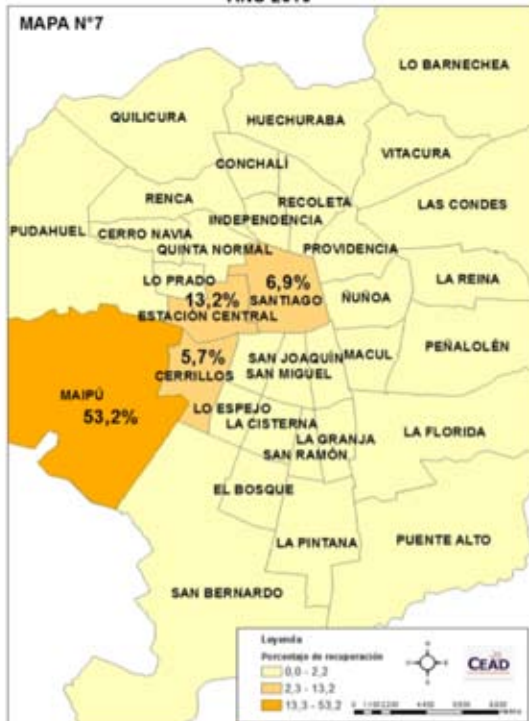 MAPA N°7
LO BARNECHEA
QUILICURA
HUECHURABA
VITACURA
CONCHALÍ
RENCA
RECOLETA
LAS CONDES
INDEPENDENCIA
PUDAHUEL
CERRO NAVIA
QUINTA NORMAL
PROVIDENCIA
LO PRADO
6,9%
SANTIAGO
LA REINA
13,2%
ESTACIÓN CENTRAL
ÑUÑOA
5,7%
CERRILLOS
SAN JOAQUÍN
MACUL
PEÑALOLÉN
SAN MIGUEL
MAIPÚ
53,2%
LO ESPEJO
LA CISTERNA
LA GRANJA
LA FLORIDA
SAN RAMÓN
EL BOSQUE
LA PINTANA
PUENTE ALTO
SAN BERNARDO
Leyenda
Porcentaje de recuperación
0,0 - 2,2
2,3 - 13,2
13,3 - 53,2
CEAD